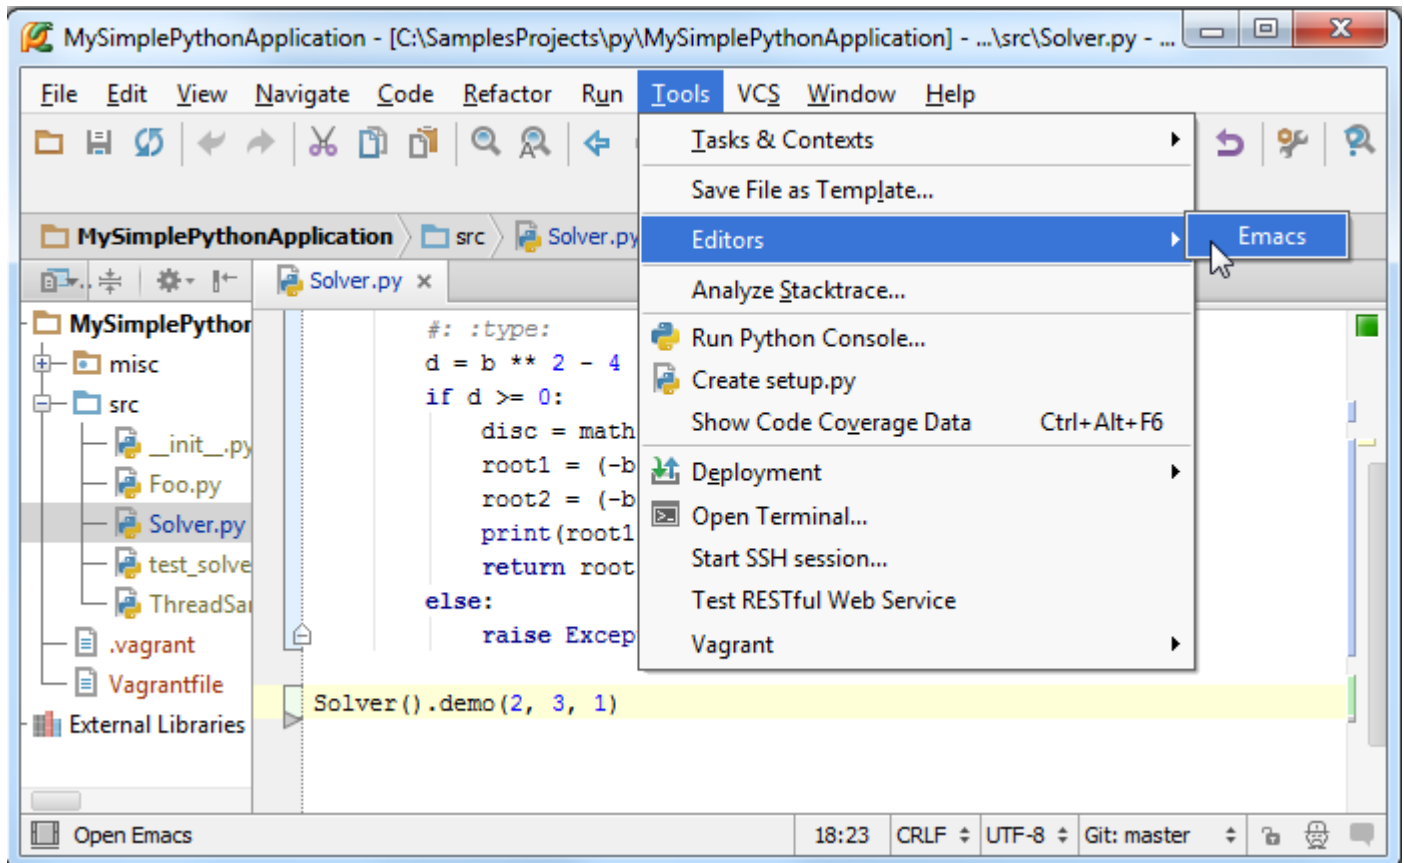 MySimplePythonApplication - [C:\SamplesProjects\py\MySimplePythonApplication] - ...\src\Solver.py - ...
File Edit View Navigate Code Refactor Run Tools VCS Window Help
Tasks & Contexts
Save File as Template...
Editors
Emacs
Analyze Stacktrace...
Run Python Console...
Create setup.py
Show Code Coverage Data Ctrl+Alt+F6
Deployment
Open Terminal...
Start SSH session...
Test RESTful Web Service
Vagrant
MySimplePythonApplication src Solver.py
Solver.py
MySimplePythor
misc
src
__init__.py
Foo.py
Solver.py
test_solve
ThreadSa
.vagrant
Vagrantfile
External Libraries
#: :type:
d = b ** 2 - 4
if d >= 0:
disc = math
root1 = (-b
root2 = (-b
print(root1
return root
else:
raise Excep
Solver().demo(2, 3, 1)
Open Emacs 18:23 CRLF UTF-8 Git: master